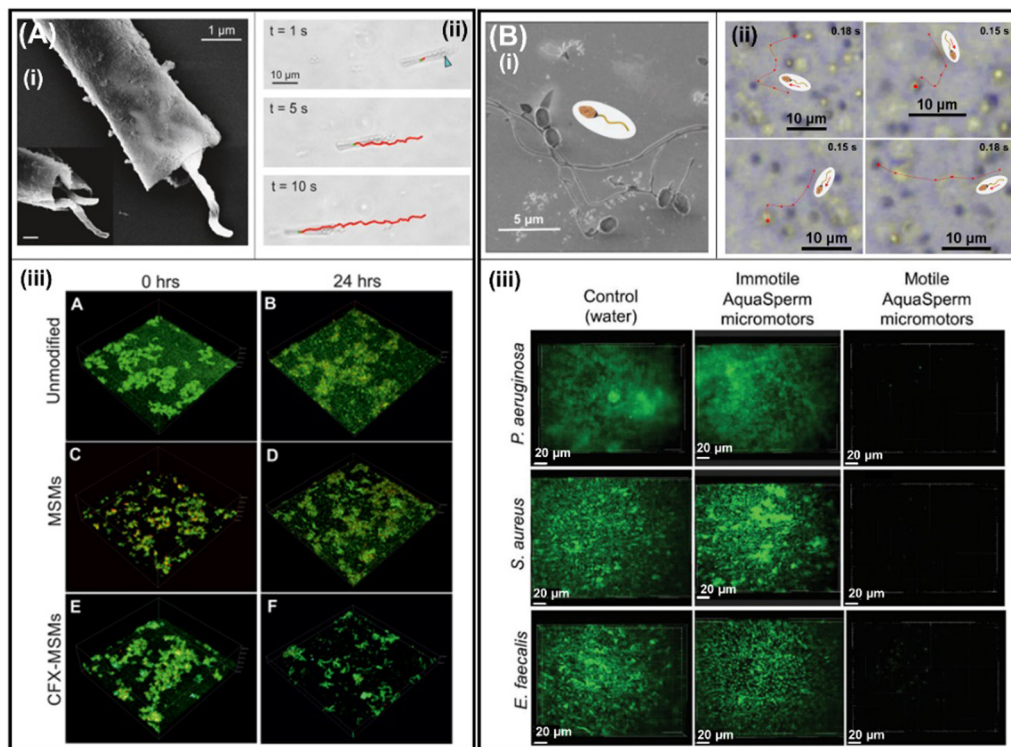 (A)
(i)
1 µm
t = 1 s
(ii)
10 µm
t = 5 s
t = 10 s
(iii)
0 hrs
24 hrs
Unmodified
A
B
MSMs
C
D
CFX-MSMs
E
F
(B)
(i)
5 µm
(ii)
0.18 s
10 µm
0.15 s
10 µm
0.15 s
10 µm
0.18 s
10 µm
(iii)
Control
(water)
Immotile
AquaSperm
micromotors
Motile
AquaSperm
micromotors
P. aeruginosa
20 µm
20 µm
20 µm
S. aureus
20 µm
20 µm
20 µm
E. faecalis
20 µm
20 µm
20 µm